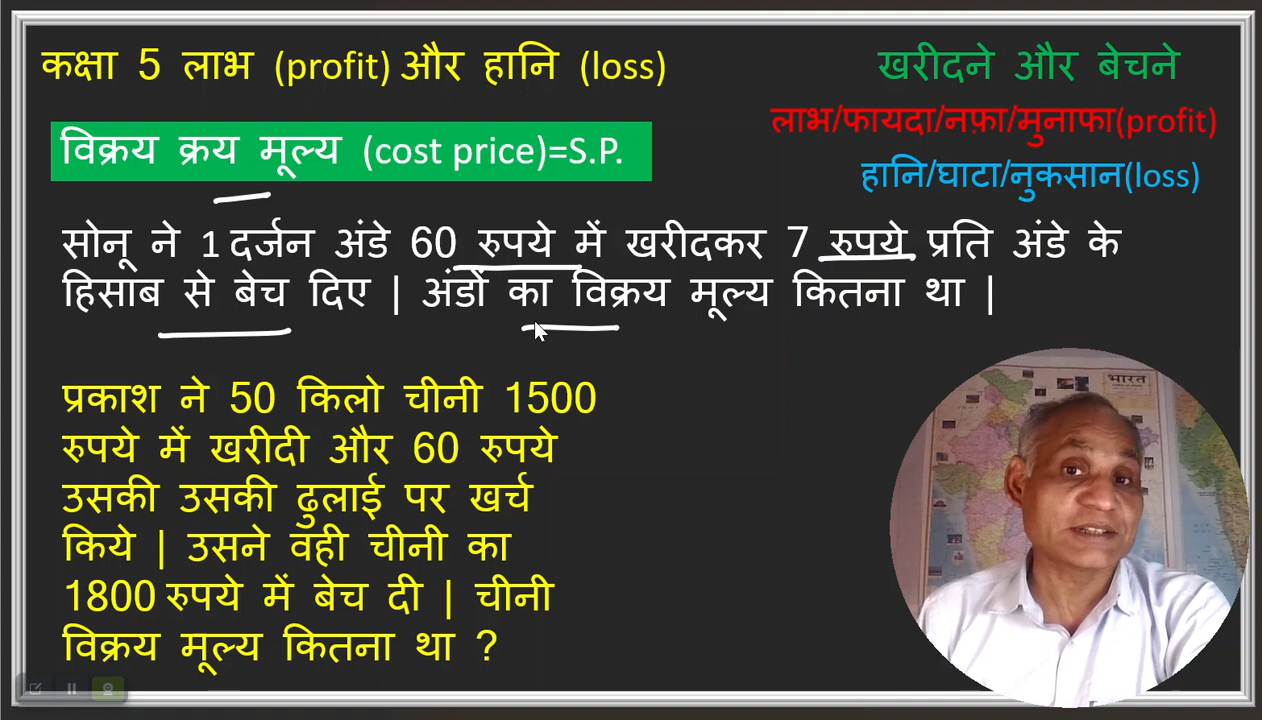 कक्षा 5 लाभ (profit) और हानि (loss)
खरीदने और बेचने
लाभ/फायदा/नफ़ा/मुनाफा(profit)
विक्रय क्रय मूल्य (cost price)=S.P.
हानि/घाटा/नुकसान(loss)
सोनू ने 1 दर्जन अंडे 60 रुपये में खरीदकर 7 रुपये प्रति अंडे के
हिसाब से बेच दिए | अंडों का विक्रय मूल्य कितना था |
प्रकाश ने 50 किलो चीनी 1500
रुपये में खरीदी और 60 रुपये
उसकी उसकी ढुलाई पर खर्च
किये | उसने वही चीनी का
1800 रुपये में बेच दी | चीनी
विक्रय मूल्य कितना था ?
भारत